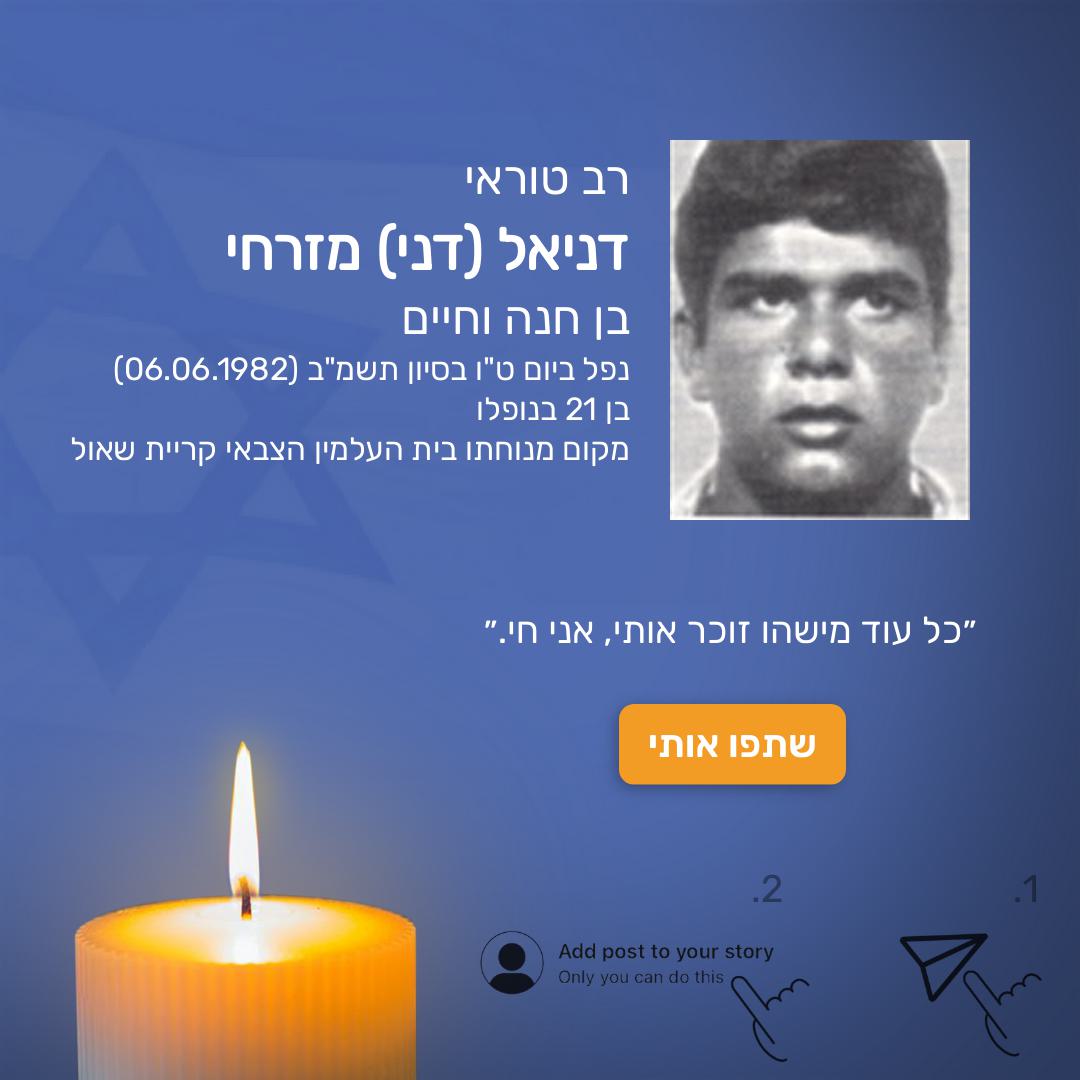 רב טוראי
דניאל (דני) מזרחי
בן חנה וחיים
נפל ביום ט"ו בסיון תשמ"ב (06.06.1982)
בן 21 בנופלו
מקום מנוחתו בית העלמין הצבאי קריית שאול
״כל עוד מישהו זוכר אותי, אני חי.״
שתפו אותי
1.
2.
Add post to your story
Only you can do this